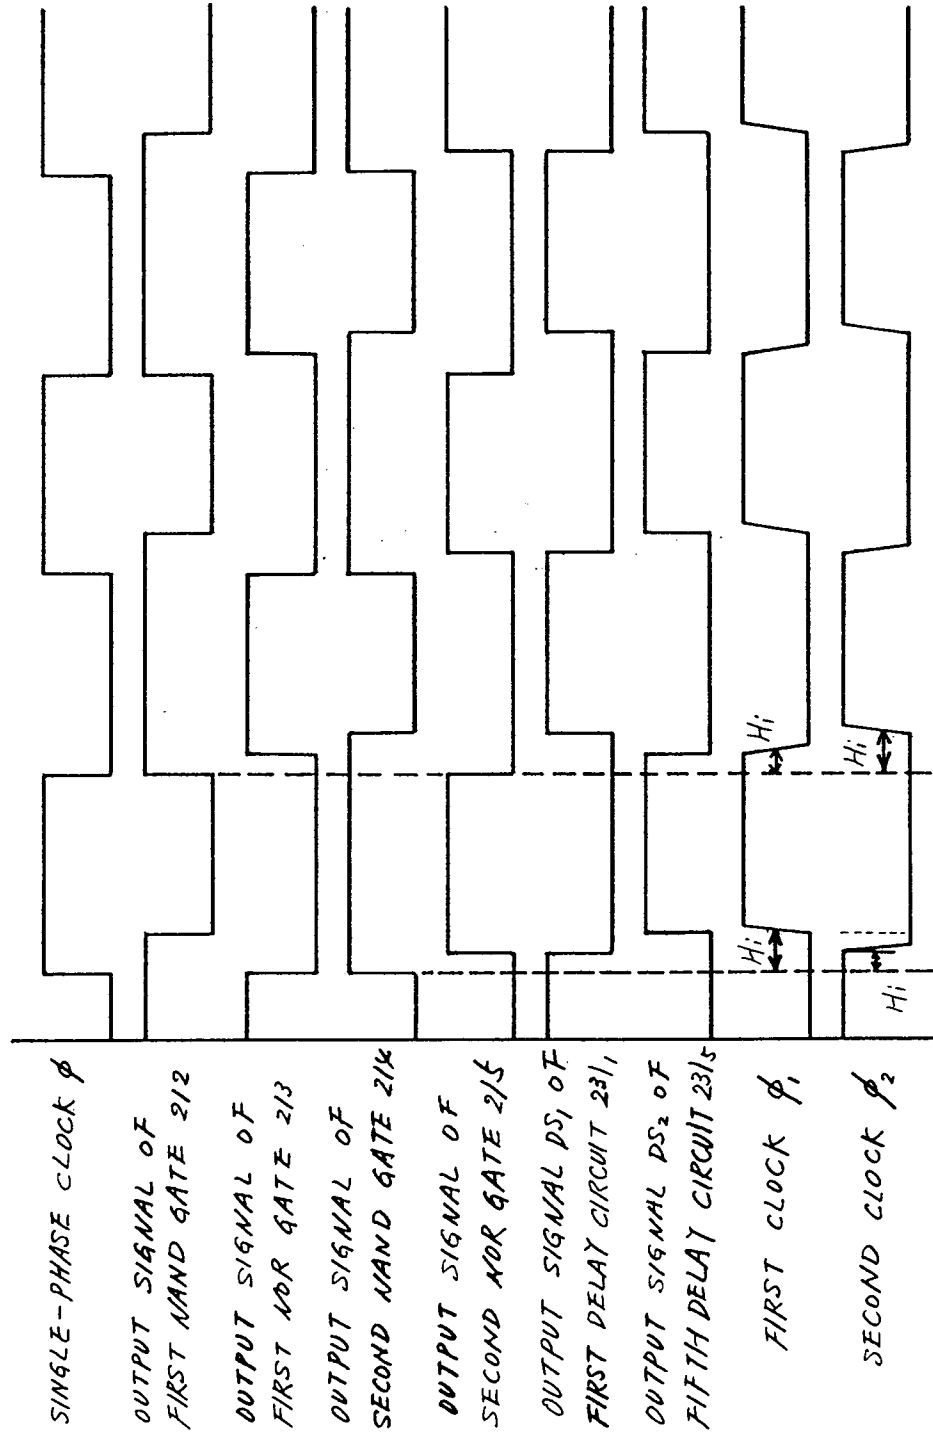 SINGLE-PHASE CLOCK φ
OUTPUT SIGNAL OF
FIRST NAND GATE 212
OUTPUT SIGNAL OF
FIRST NOR GATE 213
OUTPUT SIGNAL OF
SECOND NAND GATE 214
OUTPUT SIGNAL OF
SECOND NOR GATE 215
OUTPUT SIGNAL DS₁ OF
FIRST DELAY CIRCUIT 231₁
OUTPUT SIGNAL DS₂ OF
FIFTH DELAY CIRCUIT 231₅
FIRST CLOCK φ₁
Hi
Hi
SECOND CLOCK φ₂
Hi
Hi